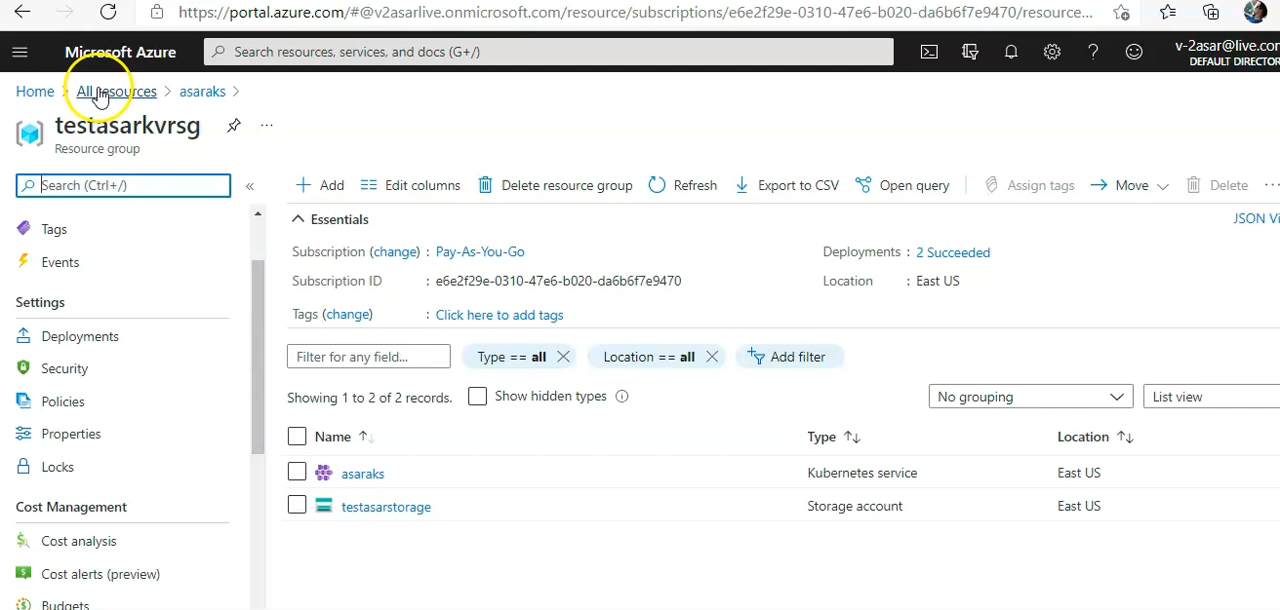 https://portal.azure.com/#@v2asarlive.onmicrosoft.com/resource/subscriptions/e6e2f29e-0310-47e6-b020-da6b6f7e9470/resource...
Microsoft Azure
Search resources, services, and docs (G+/)
v-2asar@live.com
DEFAULT DIRECTOR
Home > All resources > asaraks >
testasarkvrsg
Resource group
Search (Ctrl+/)
Add Edit columns Delete resource group Refresh Export to CSV Open query Assign tags Move Delete
Tags
Events
Settings
Deployments
Security
Policies
Properties
Locks
Cost Management
Cost analysis
Cost alerts (preview)
Budgets
Essentials
JSON Vi
Subscription (change) : Pay-As-You-Go
Deployments : 2 Succeeded
Subscription ID : e6e2f29e-0310-47e6-b020-da6b6f7e9470
Location : East US
Tags (change) : Click here to add tags
Filter for any field... Type == all Location == all Add filter
Showing 1 to 2 of 2 records. Show hidden types No grouping List view
Name Type Location
asaraks Kubernetes service East US
testasarstorage Storage account East US